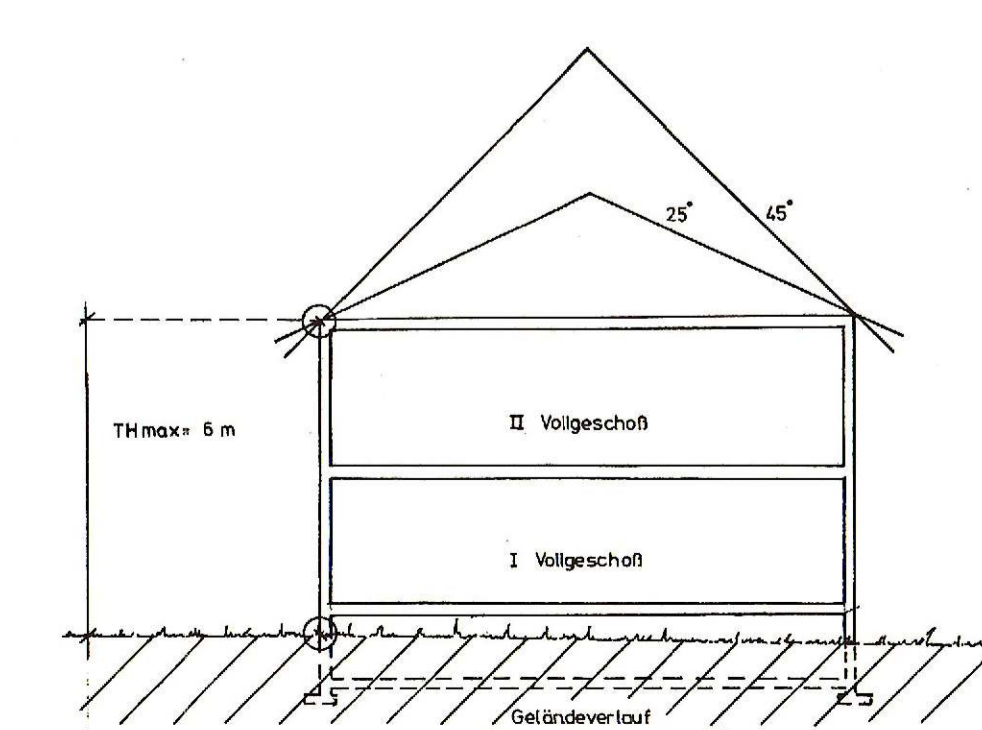 25°
45°
THmax= 6 m
II Vollgeschoß
I Vollgeschoß
Geländeverlauf